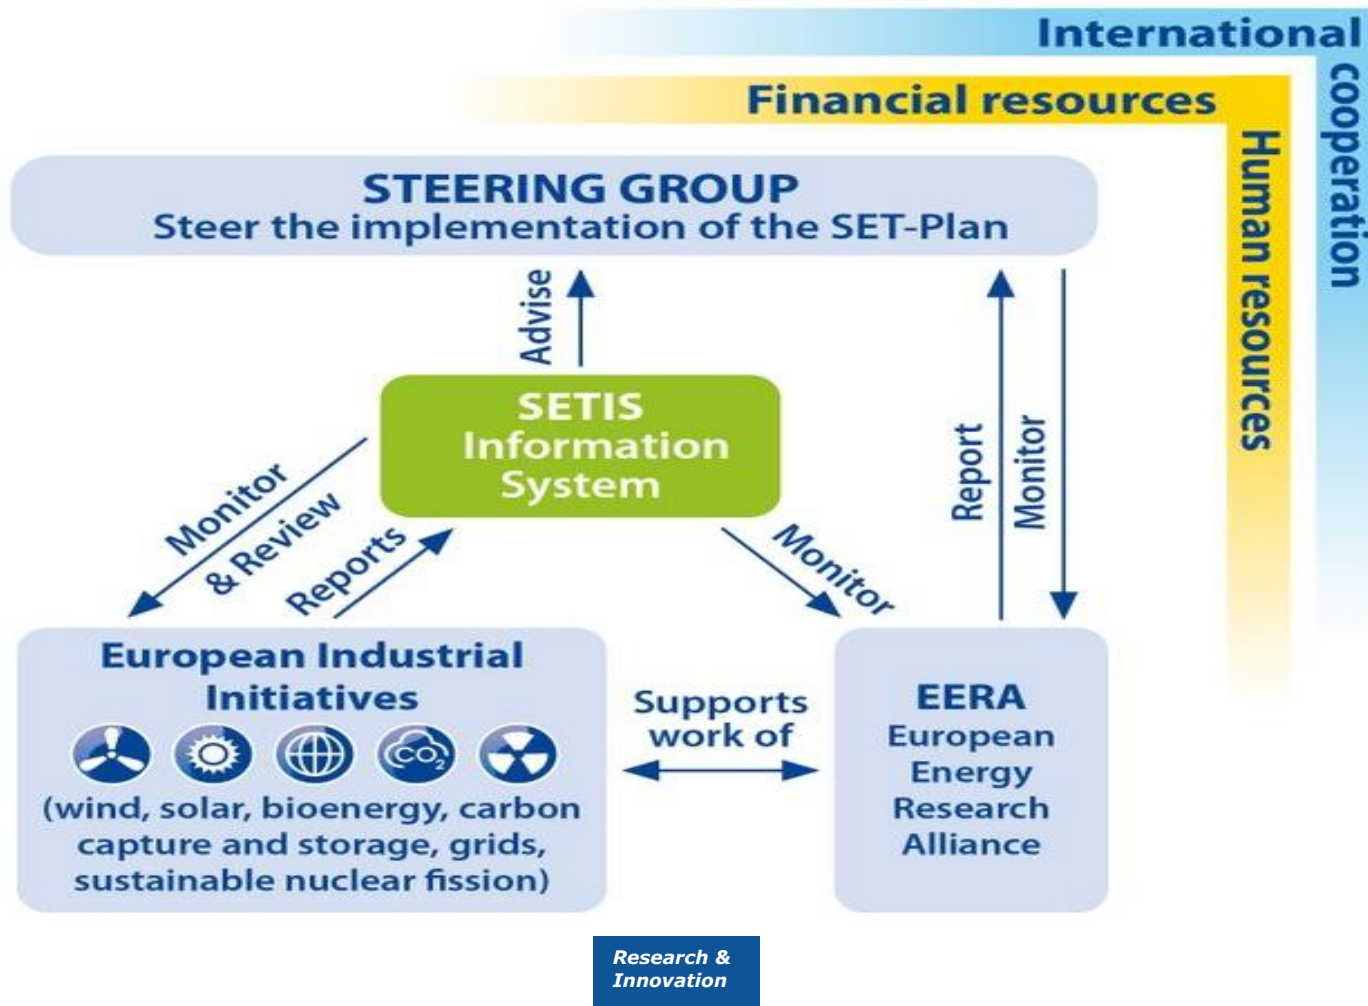 International
cooperation
Financial resources
Human resources
STEERING GROUP
Steer the implementation of the SET-Plan
Advise
SETIS
Information
System
Report
Monitor
Monitor
& Review
Reports
Monitor
European Industrial
Initiatives
CO2
(wind, solar, bioenergy, carbon
capture and storage, grids,
sustainable nuclear fission)
Supports
work of
EERA
European
Energy
Research
Alliance
Research &
Innovation